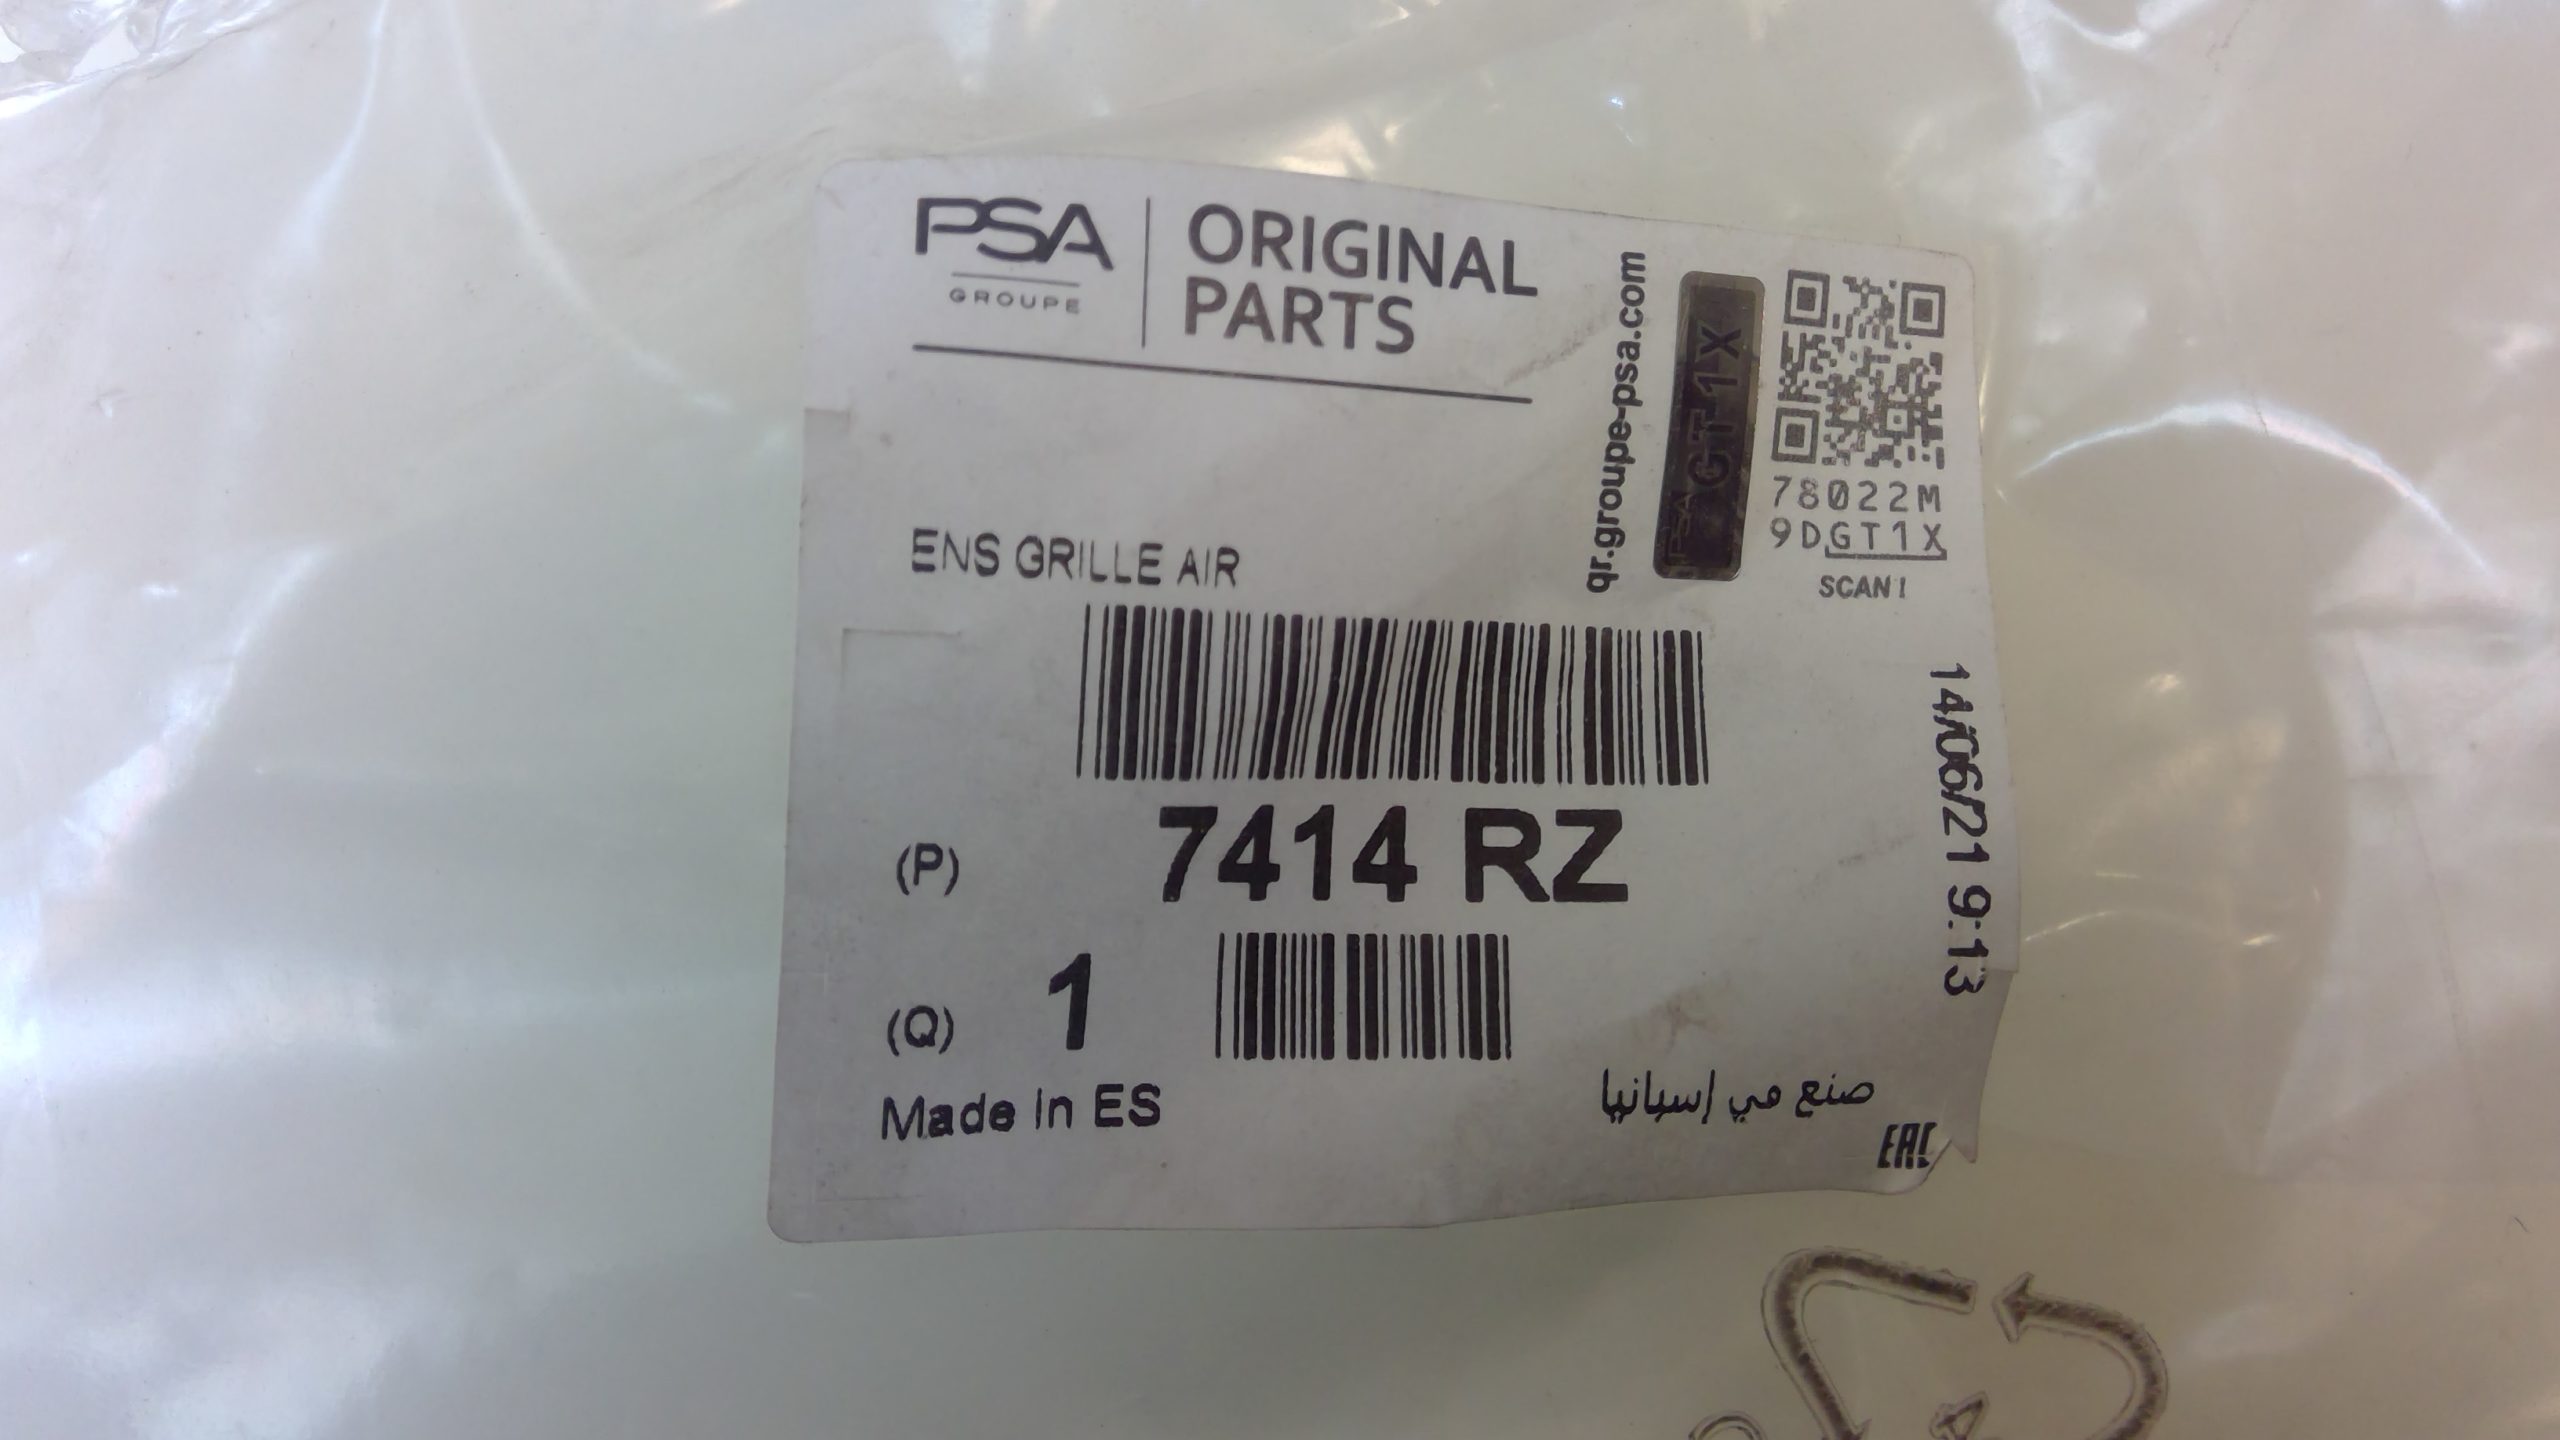 PSA
GROUPE
ORIGINAL
PARTS
qr.groupe-psa.com
PSA GT1X
78022M
9DGT1X
SCAN!
ENS GRILLE AIR
(P) 7414 RZ
(Q) 1
14/06/21 9:13
Made in ES
صنع في إسبانيا
EAC